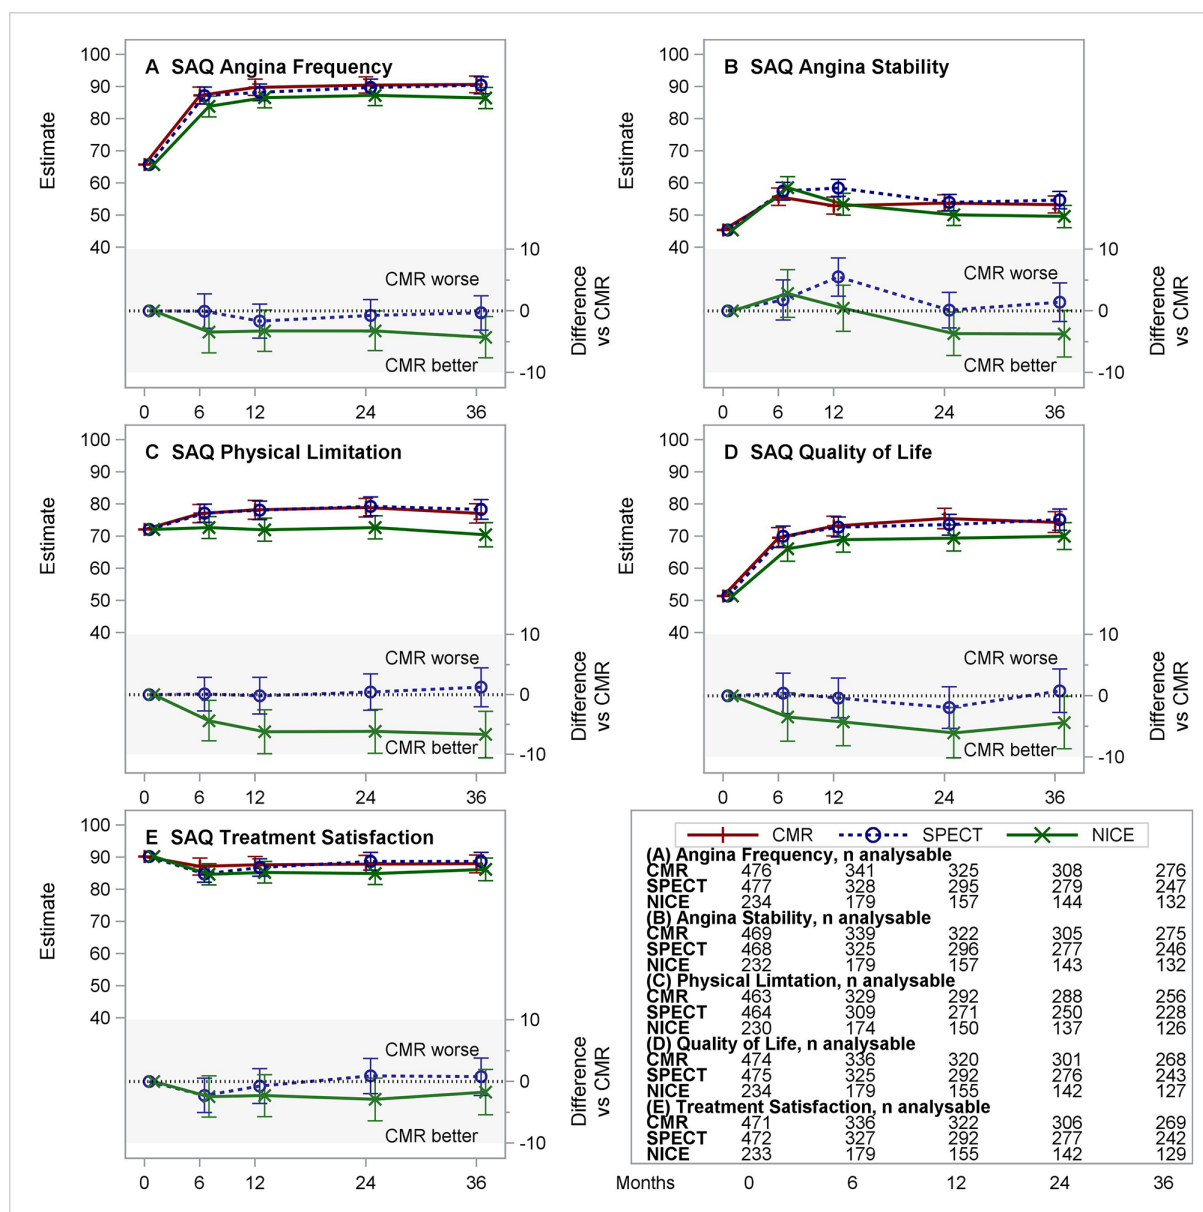 A SAQ Angina Frequency
100
90
80
70
60
50
40
Estimate
CMR worse
CMR better
10
0
-10
Difference
vs CMR
0 6 12 24 36
B SAQ Angina Stability
100
90
80
70
60
50
40
Estimate
CMR worse
CMR better
10
0
-10
Difference
vs CMR
0 6 12 24 36
C SAQ Physical Limitation
100
90
80
70
60
50
40
Estimate
CMR worse
CMR better
10
0
-10
Difference
vs CMR
0 6 12 24 36
D SAQ Quality of Life
100
90
80
70
60
50
40
Estimate
CMR worse
CMR better
10
0
-10
Difference
vs CMR
0 6 12 24 36
E SAQ Treatment Satisfaction
100
90
80
70
60
50
40
Estimate
CMR worse
CMR better
10
0
-10
Difference
vs CMR
0 6 12 24 36
CMR SPECT NICE
(A) Angina Frequency, n analysable
CMR 476 341 325 308 276
SPECT 477 328 295 279 247
NICE 234 179 157 144 132
(B) Angina Stability, n analysable
CMR 469 339 322 305 275
SPECT 468 325 296 277 246
NICE 232 179 157 143 132
(C) Physical Limtation, n analysable
CMR 463 329 292 288 256
SPECT 464 309 271 250 228
NICE 230 174 150 137 126
(D) Quality of Life, n analysable
CMR 474 336 320 301 268
SPECT 475 325 292 276 243
NICE 234 179 155 142 127
(E) Treatment Satisfaction, n analysable
CMR 471 336 322 306 269
SPECT 472 327 292 277 242
NICE 233 179 155 142 129
Months 0 6 12 24 36